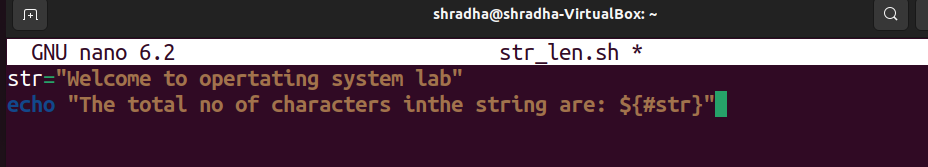 shradha@shradha-VirtualBox: ~
GNU nano 6.2 str_len.sh *
str="Welcome to opertating system lab"
echo "The total no of characters inthe string are: ${#str}"